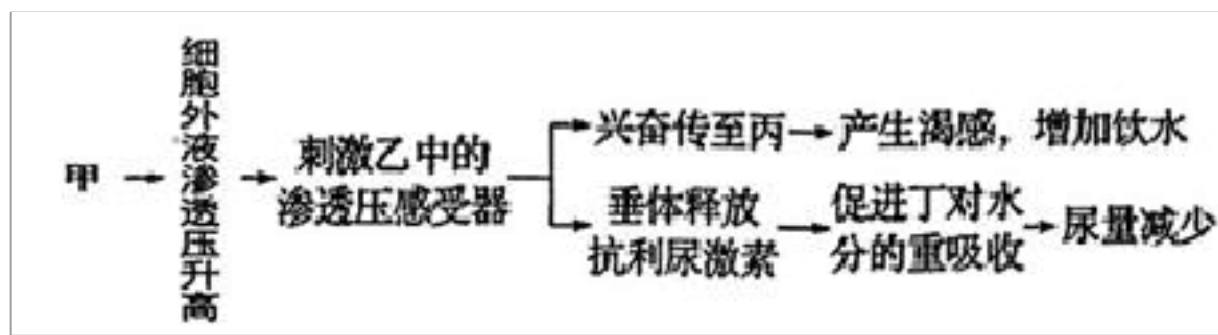 甲
细胞外液渗透压升高
刺激乙中的
渗透压感受器
兴奋传至丙
产生渴感，增加饮水
垂体释放
抗利尿激素
促进丁对水
分的重吸收
尿量减少